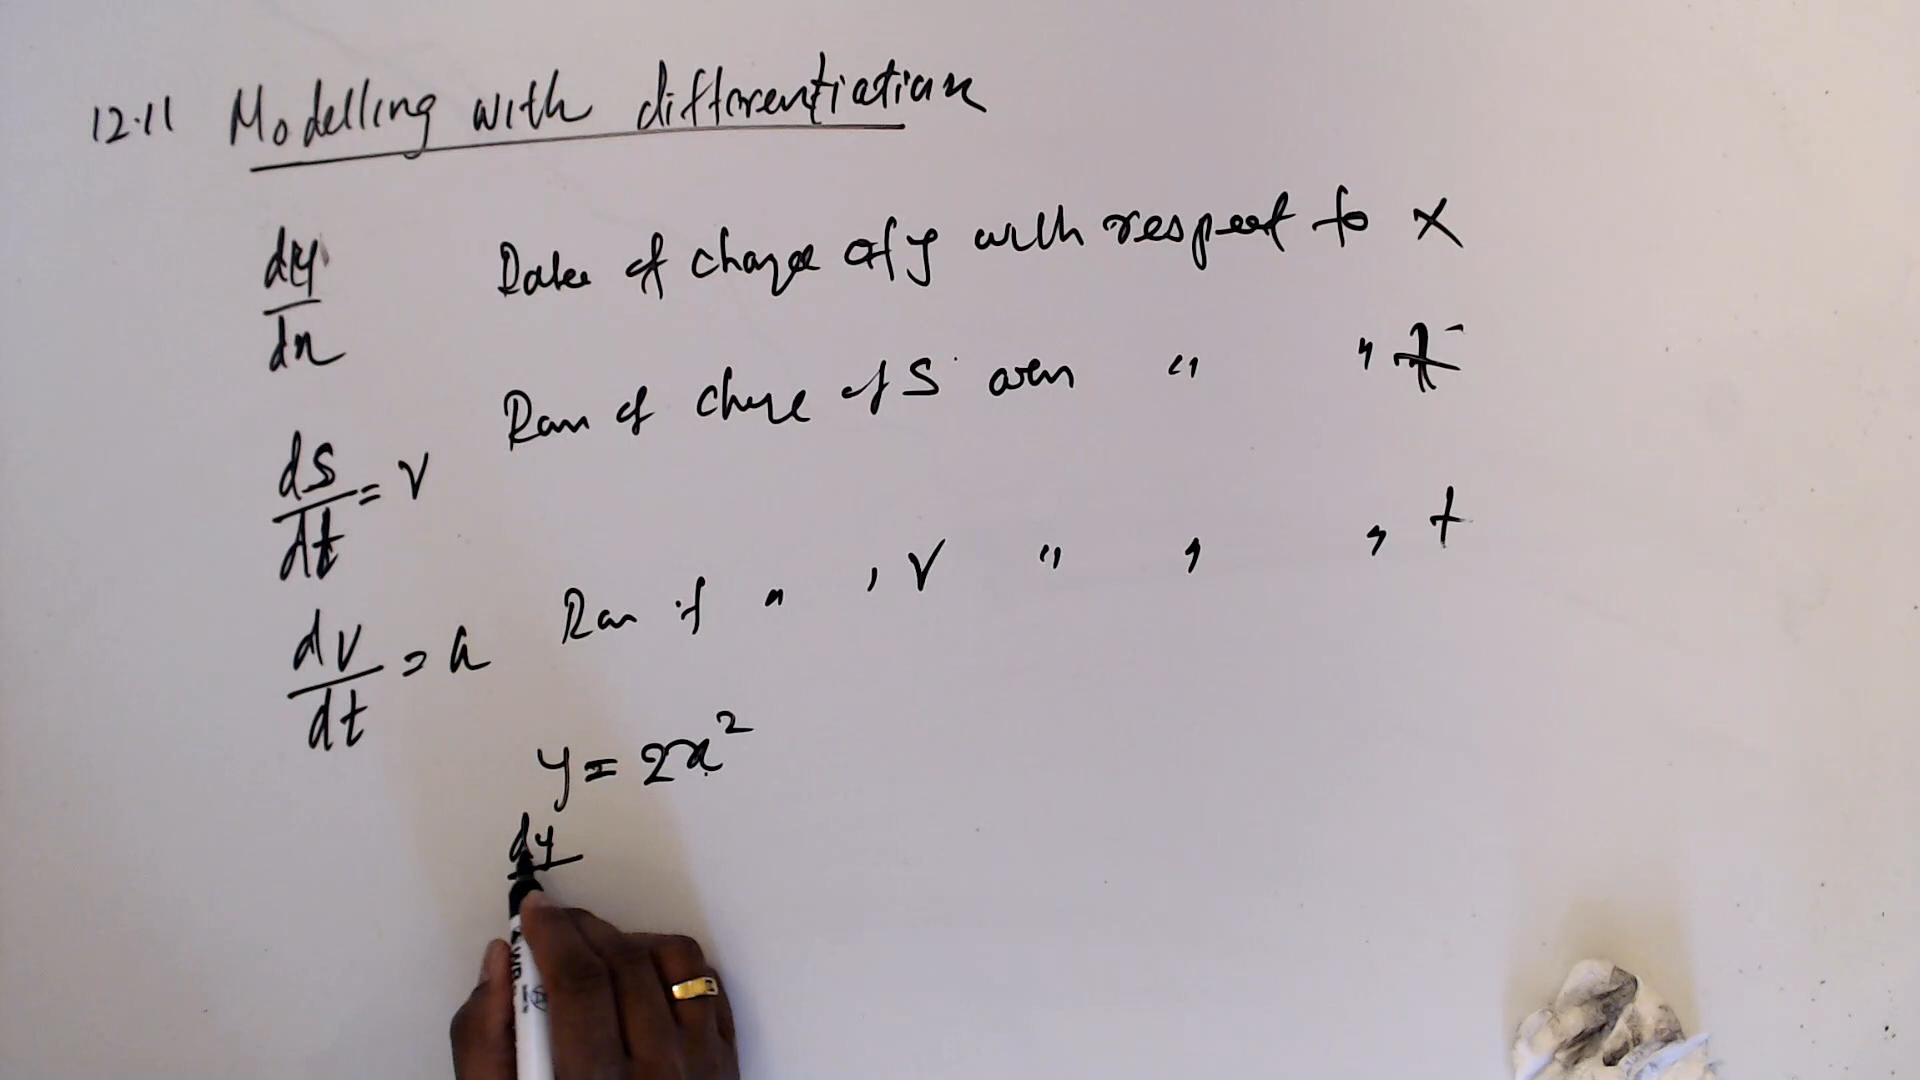 12.11 Modelling with differentiation
dy/dx Rate of change of y with respect to x
ds/dt = v Rate of change of S over " " t
dv/dt = a Rate of " , V " , , t
y = 2x²
dy